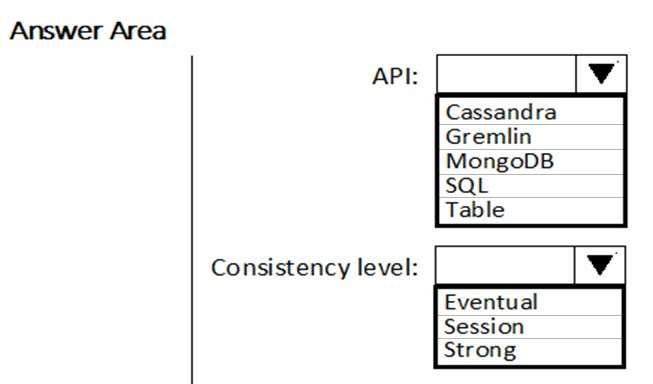 Answer Area
API:
Cassandra
Gremlin
MongoDB
SQL
Table
Consistency level:
Eventual
Session
Strong